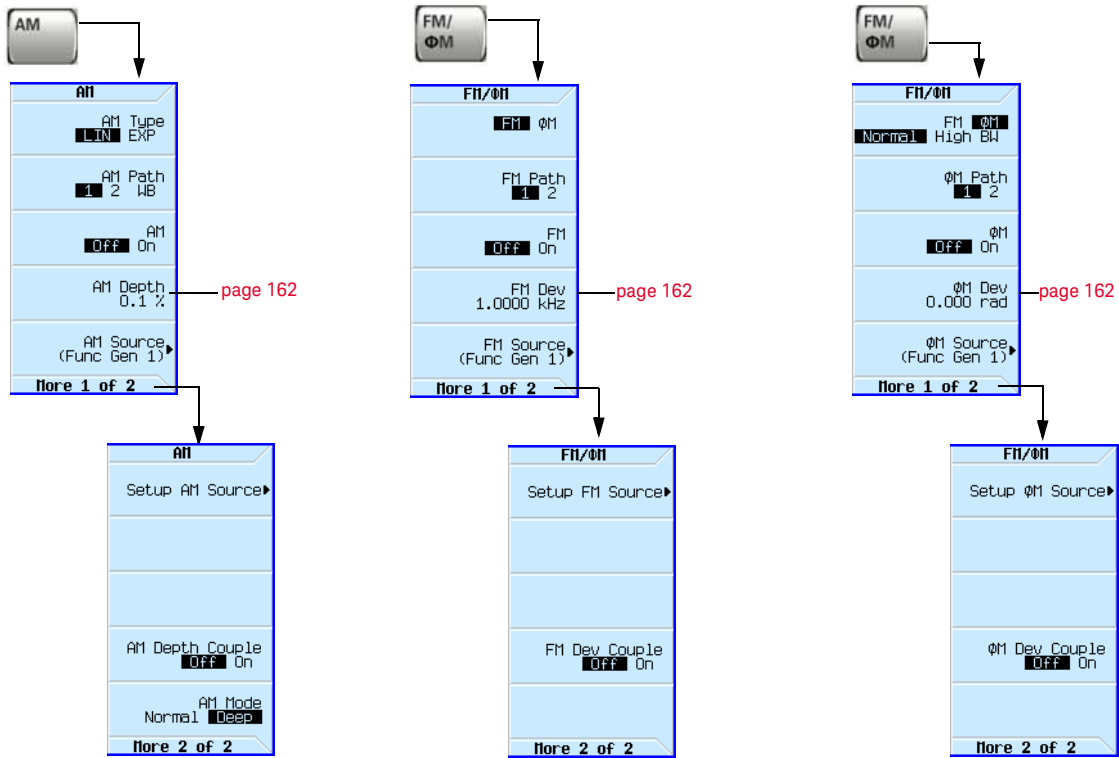 AM
AM
AM Type
LIN EXP
AM Path
1 2 WB
AM
Off On
AM Depth
0.1 %
page 162
AM Source
(Func Gen 1)
More 1 of 2
AM
Setup AM Source
AM Depth Couple
Off On
AM Mode
Normal Deep
More 2 of 2
FM/
ΦM
FM/ΦM
FM ΦM
FM Path
1 2
FM
Off On
FM Dev
1.0000 kHz
page 162
FM Source
(Func Gen 1)
More 1 of 2
FM/ΦM
Setup FM Source
FM Dev Couple
Off On
More 2 of 2
FM/
ΦM
FM/ΦM
FM ΦM
Normal High BW
ΦM Path
1 2
ΦM
Off On
ΦM Dev
0.000 rad
page 162
ΦM Source
(Func Gen 1)
More 1 of 2
FM/ΦM
Setup ΦM Source
ΦM Dev Couple
Off On
More 2 of 2